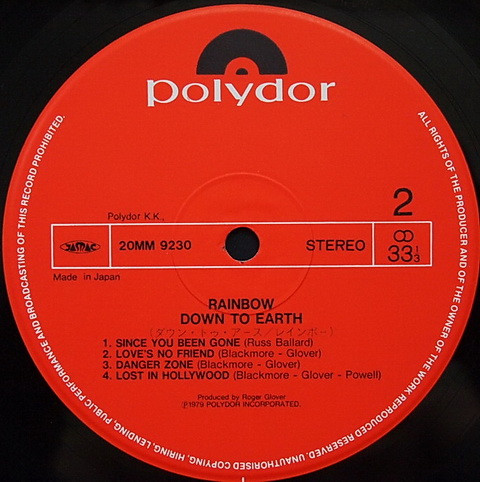 polydor
ALL RIGHTS OF THE PRODUCER AND OF THE OWNER OF THE WORK REPRODUCED RESERVED. UNAUTHORISED COPYING, HIRING, LENDING, PUBLIC PERFORMANCE AND BROADCASTING OF THIS RECORD PROHIBITED.
2
Polydor K.K.,
JASRAC
20MM 9230
STEREO
33 1/3
Made in Japan
RAINBOW
DOWN TO EARTH
(ダウン・トゥ・アース/レインボー)
1. SINCE YOU BEEN GONE (Russ Ballard)
2. LOVE'S NO FRIEND (Blackmore - Glover)
3. DANGER ZONE (Blackmore - Glover)
4. LOST IN HOLLYWOOD (Blackmore - Glover - Powell)
Produced by Roger Glover
Ⓟ1979 POLYDOR INCORPORATED.